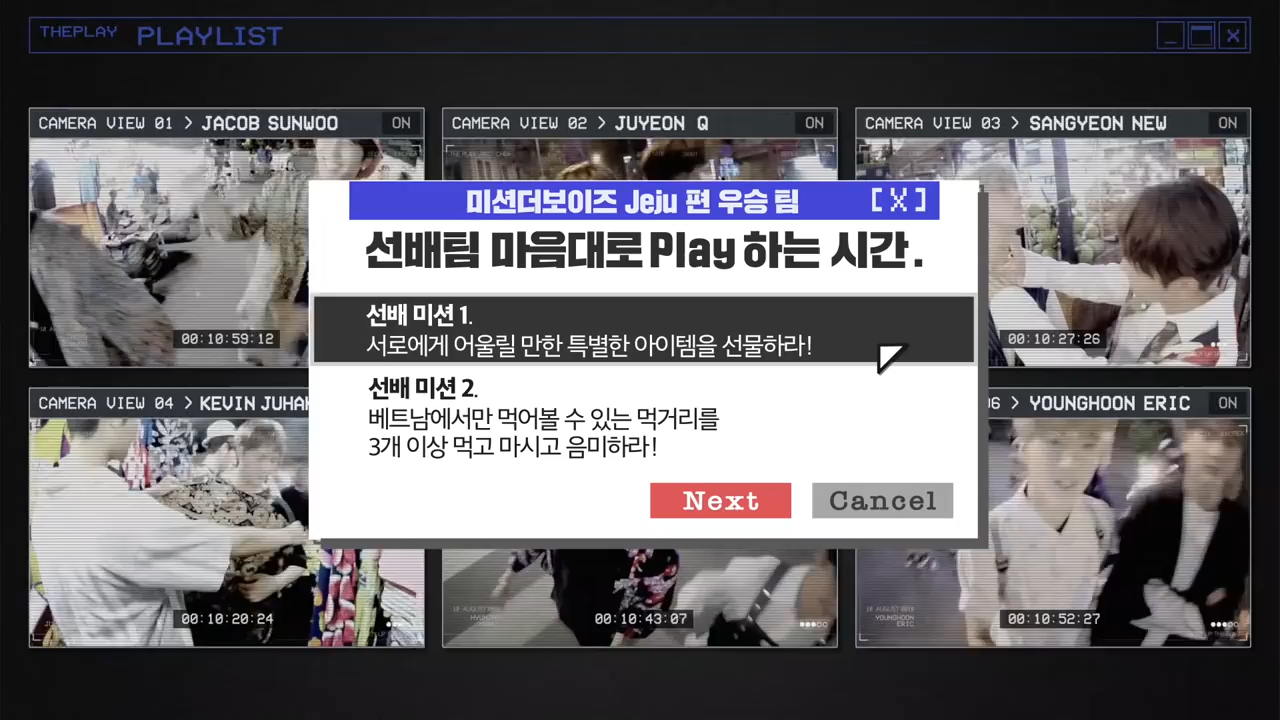 THEPLAY PLAYLIST
CAMERA VIEW 01 > JACOB SUNWOO ON
CAMERA VIEW 02 > JUYEON Q ON
CAMERA VIEW 03 > SANGYEON NEW ON
미션더보이즈 Jeju 편 우승 팀 [X]
선배팀 마음대로 Play 하는 시간.
선배 미션 1.
서로에게 어울릴 만한 특별한 아이템을 선물하라!
선배 미션 2.
베트남에서만 먹어볼 수 있는 먹거리를
3개 이상 먹고 마시고 음미하라!
Next Cancel
00:10:59:12
00:10:27:26
CAMERA VIEW 04 > KEVIN
> YOUNGHOON ERIC ON
00:10:20:24
00:10:43:07
00:10:52:27
YOUNGHOON
ERIC